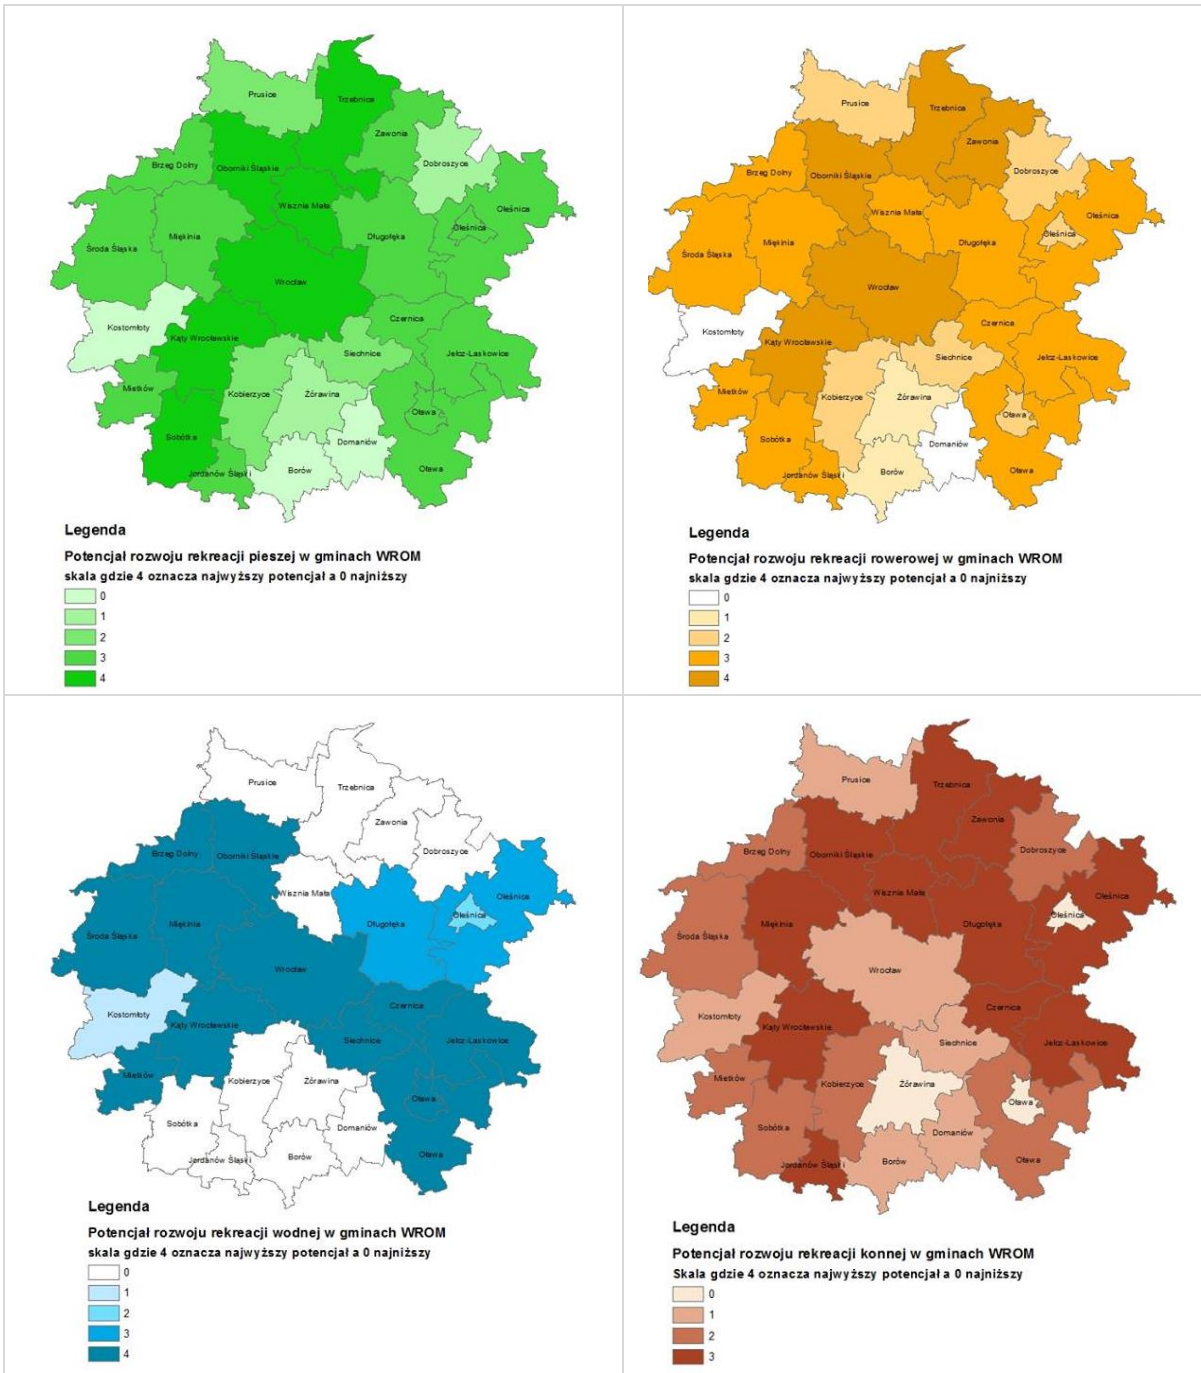 Prusice
Trzebnica
Zawonia
Dobroszyce
Brzeg Dolny
Oborniki Śląskie
Wisznia Mała
Oleśnica
Oleśnica
Środa Śląska
Miękinia
Długołęka
Wrocław
Kostomłoty
Kąty Wrocławskie
Czernica
Siechnice
Jelcz-Laskowice
Mietków
Kobierzyce
Żórawina
Oława
Sobótka
Domaniów
Jordanów Śląski
Borów
Oława
Legenda
Potencjał rozwoju rekreacji pieszej w gminach WROM
skala gdzie 4 oznacza najwyższy potencjał a 0 najniższy
0
1
2
3
4
Prusice
Trzebnica
Zawonia
Dobroszyce
Brzeg Dolny
Oborniki Śląskie
Wisznia Mała
Oleśnica
Oleśnica
Środa Śląska
Miękinia
Długołęka
Wrocław
Kostomłoty
Kąty Wrocławskie
Czernica
Siechnice
Jelcz-Laskowice
Mietków
Kobierzyce
Żórawina
Oława
Sobótka
Domaniów
Jordanów Śląski
Borów
Oława
Legenda
Potencjał rozwoju rekreacji rowerowej w gminach WROM
skala gdzie 4 oznacza najwyższy potencjał a 0 najniższy
0
1
2
3
4
Prusice
Trzebnica
Zawonia
Dobroszyce
Brzeg Dolny
Oborniki Śląskie
Wisznia Mała
Oleśnica
Oleśnica
Środa Śląska
Miękinia
Długołęka
Wrocław
Kostomłoty
Kąty Wrocławskie
Czernica
Siechnice
Jelcz-Laskowice
Mietków
Kobierzyce
Żórawina
Oława
Sobótka
Domaniów
Jordanów Śląski
Borów
Oława
Legenda
Potencjał rozwoju rekreacji wodnej w gminach WROM
skala gdzie 4 oznacza najwyższy potencjał a 0 najniższy
0
1
2
3
4
Prusice
Trzebnica
Zawonia
Dobroszyce
Brzeg Dolny
Oborniki Śląskie
Wisznia Mała
Oleśnica
Oleśnica
Środa Śląska
Miękinia
Długołęka
Wrocław
Kostomłoty
Kąty Wrocławskie
Czernica
Siechnice
Jelcz-Laskowice
Mietków
Kobierzyce
Żórawina
Oława
Sobótka
Domaniów
Jordanów Śląski
Borów
Oława
Legenda
Potencjał rozwoju rekreacji konnej w gminach WROM
Skala gdzie 4 oznacza najwyższy potencjał a 0 najniższy
0
1
2
3